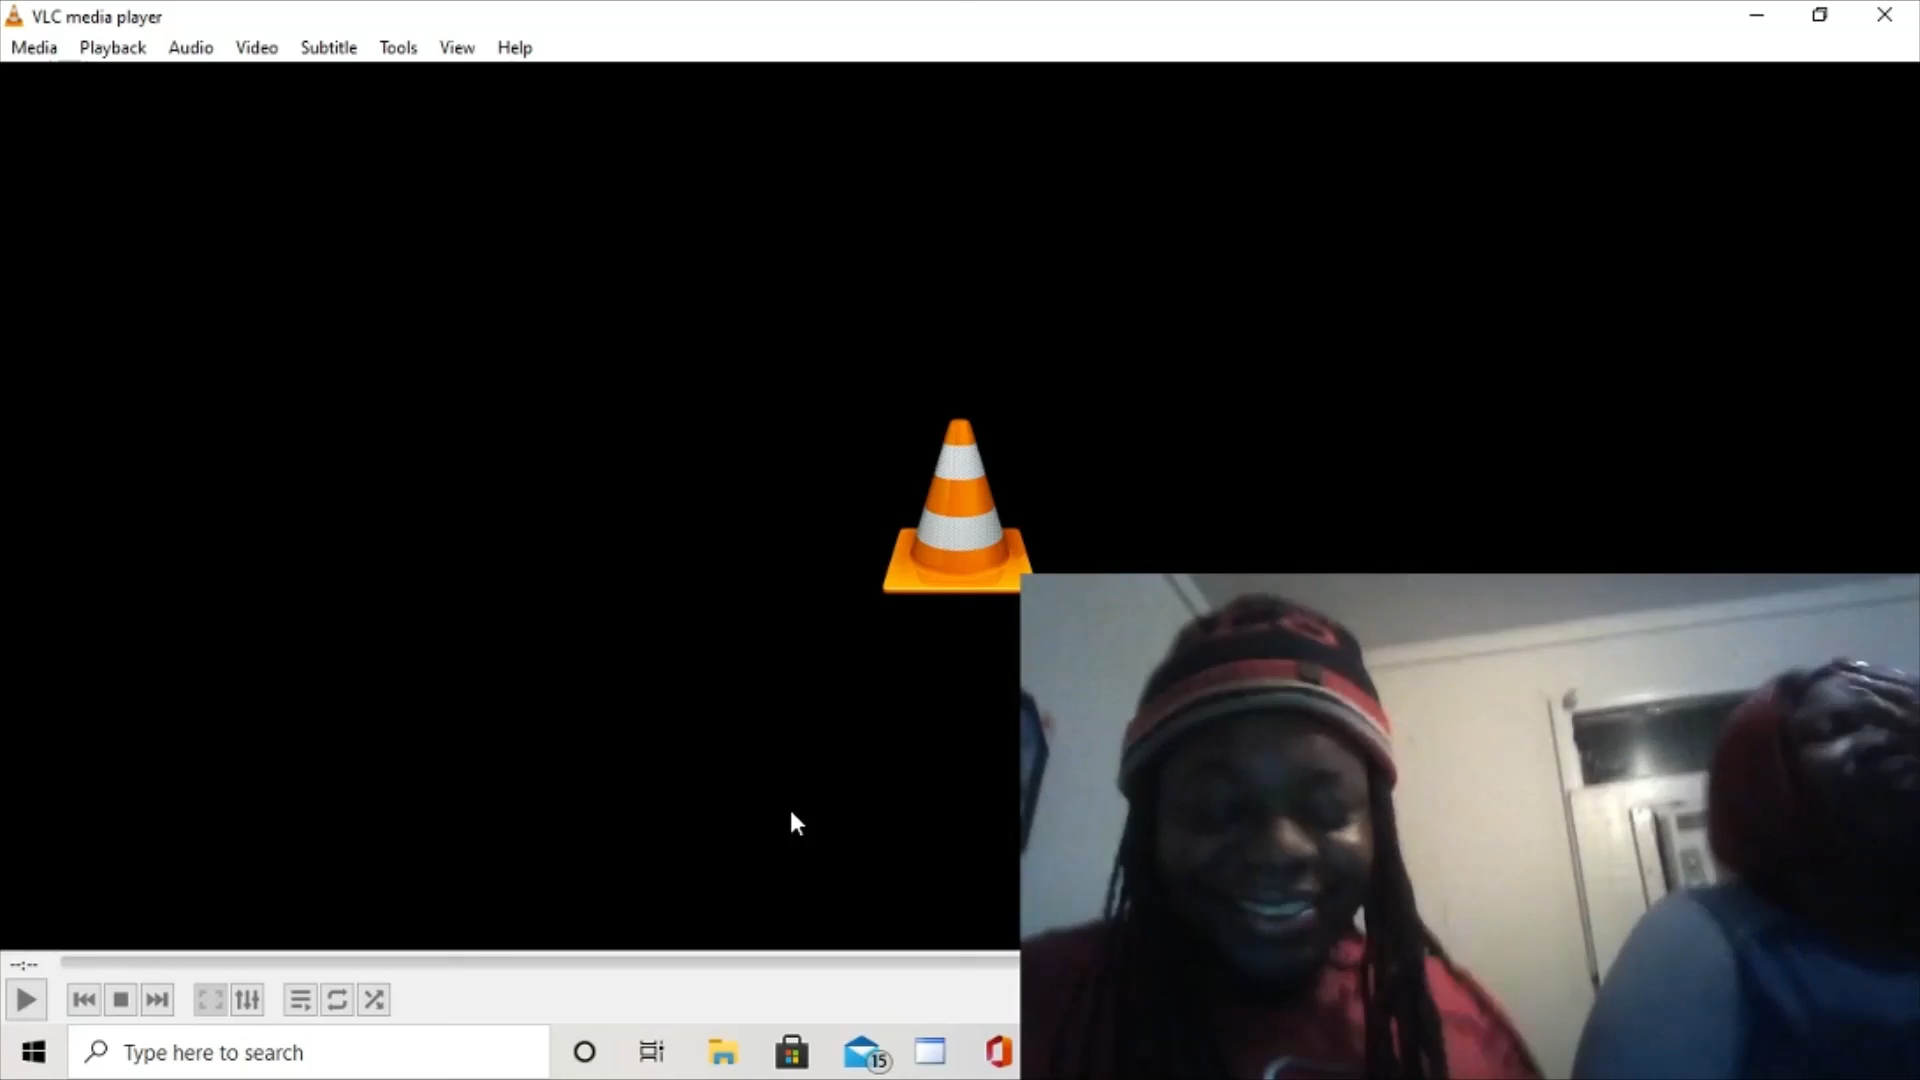 VLC media player
Media Playback Audio Video Subtitle Tools View Help
--:--
Type here to search
15